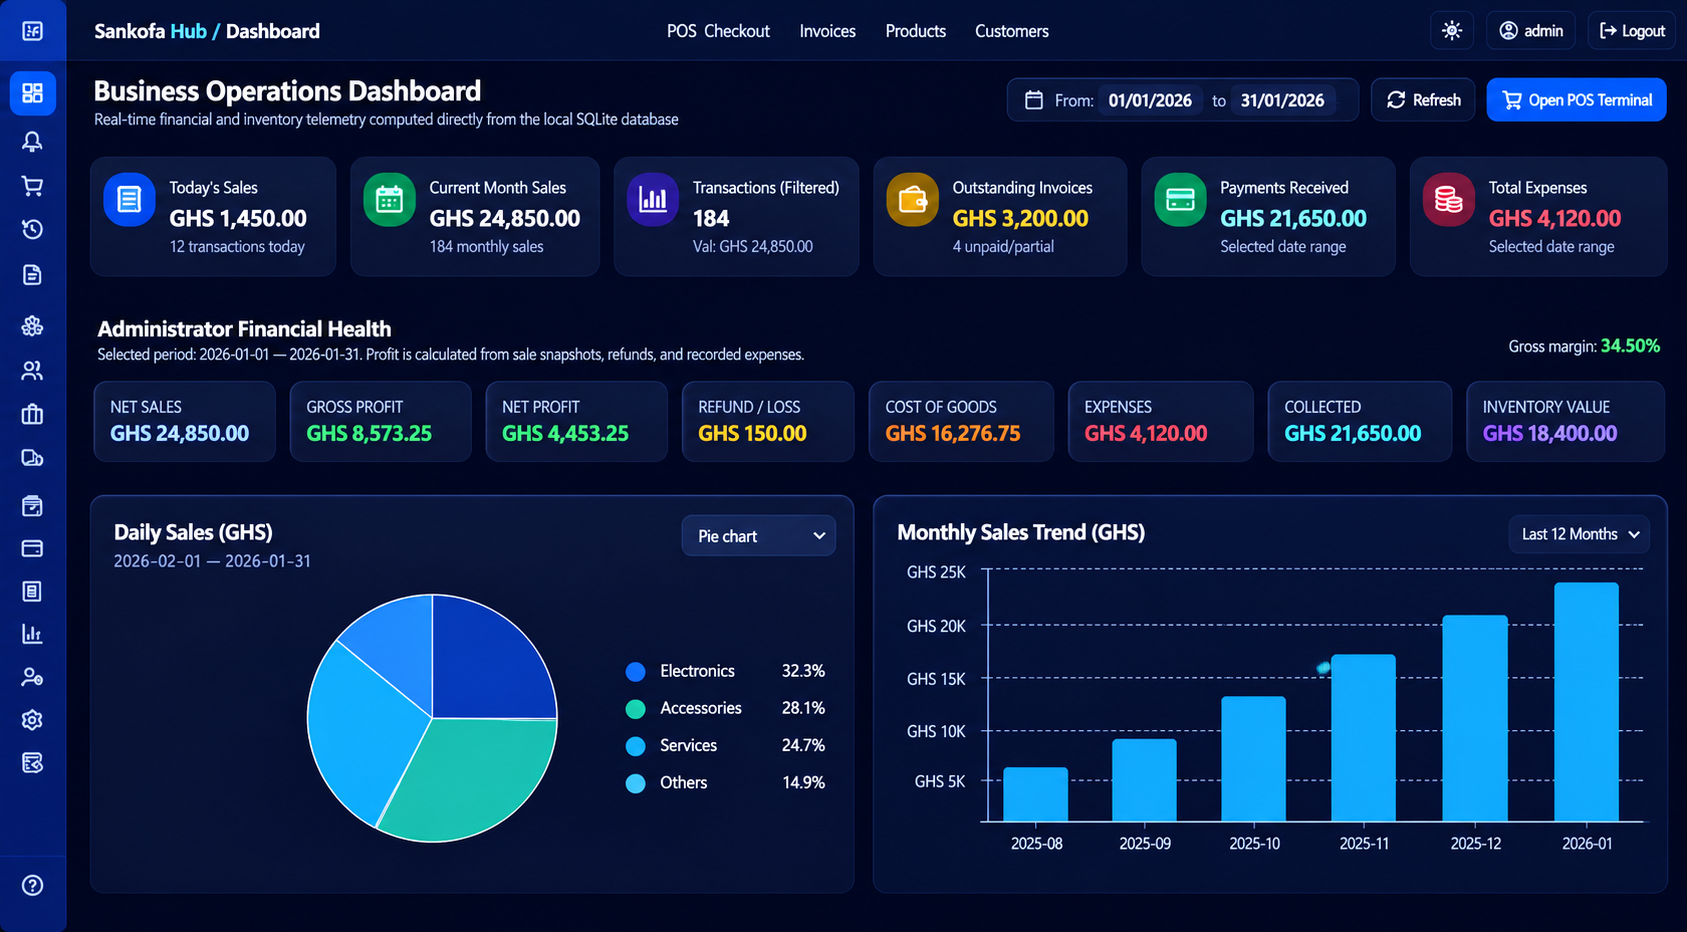 Sankofa Hub / Dashboard
POS Checkout
Invoices
Products
Customers
admin
Logout
Business Operations Dashboard
Real-time financial and inventory telemetry computed directly from the local SQLite database
From: 01/01/2026 to 31/01/2026
Refresh
Open POS Terminal
Today's Sales
GHS 1,450.00
12 transactions today
Current Month Sales
GHS 24,850.00
184 monthly sales
Transactions (Filtered)
184
Val: GHS 24,850.00
Outstanding Invoices
GHS 3,200.00
4 unpaid/partial
Payments Received
GHS 21,650.00
Selected date range
Total Expenses
GHS 4,120.00
Selected date range
Administrator Financial Health
Selected period: 2026-01-01 — 2026-01-31. Profit is calculated from sale snapshots, refunds, and recorded expenses.
Gross margin: 34.50%
NET SALES
GHS 24,850.00
GROSS PROFIT
GHS 8,573.25
NET PROFIT
GHS 4,453.25
REFUND / LOSS
GHS 150.00
COST OF GOODS
GHS 16,276.75
EXPENSES
GHS 4,120.00
COLLECTED
GHS 21,650.00
INVENTORY VALUE
GHS 18,400.00
Daily Sales (GHS)
2026-02-01 — 2026-01-31
Pie chart
Electronics 32.3%
Accessories 28.1%
Services 24.7%
Others 14.9%
Monthly Sales Trend (GHS)
Last 12 Months
GHS 25K
GHS 20K
GHS 15K
GHS 10K
GHS 5K
2025-08
2025-09
2025-10
2025-11
2025-12
2026-01